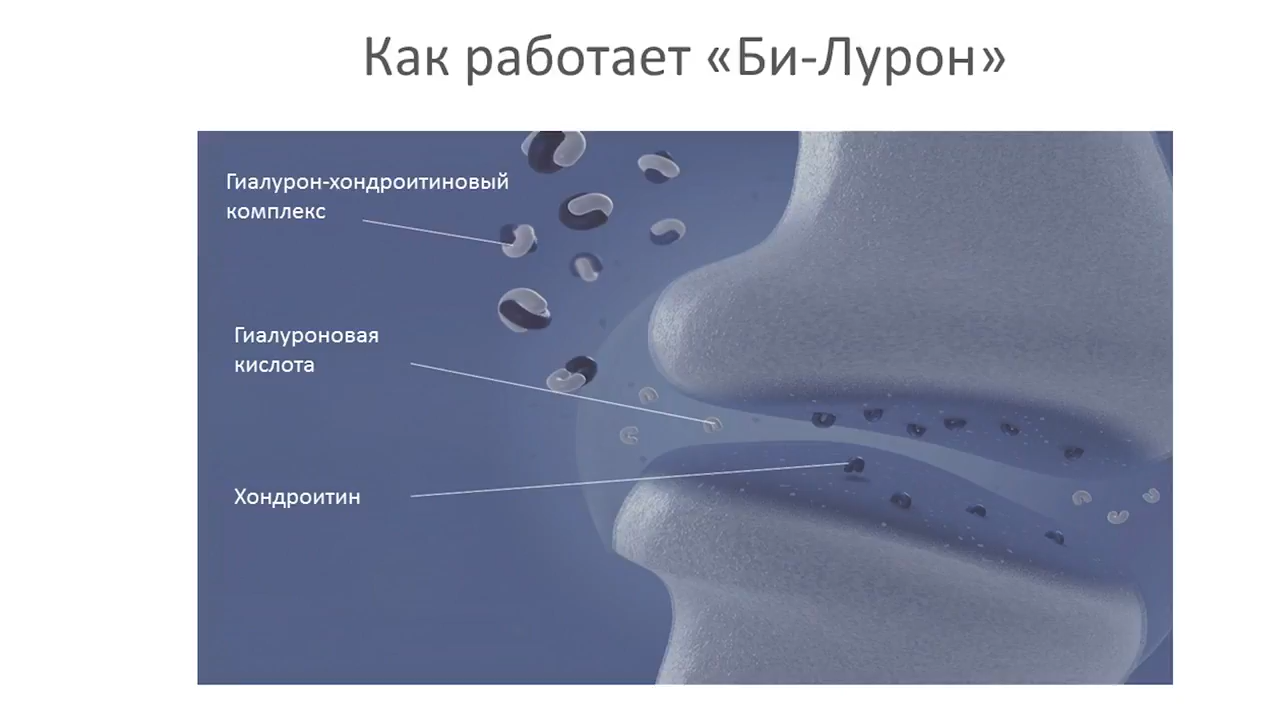 Как работает «Би-Лурон»
Гиалурон-хондроитиновый
комплекс
Гиалуроновая
кислота
Хондроитин